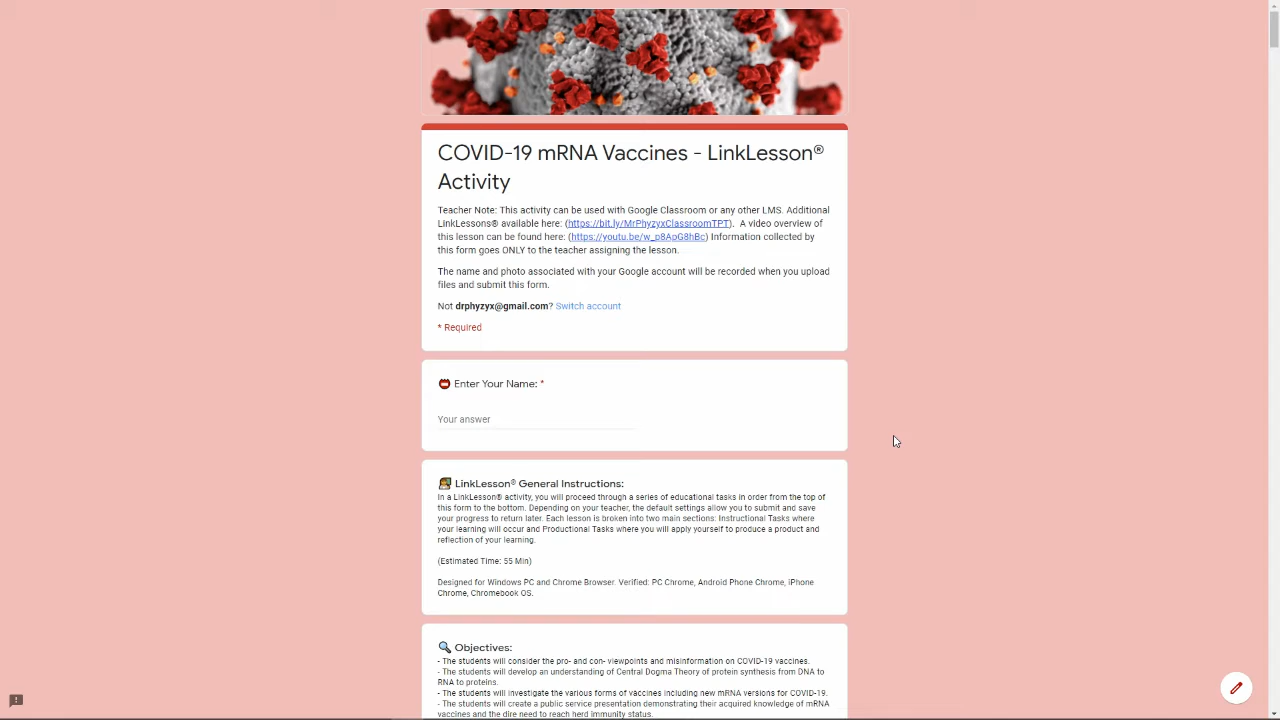 COVID-19 mRNA Vaccines - LinkLesson®
Activity
Teacher Note: This activity can be used with Google Classroom or any other LMS. Additional
LinkLessons® available here: (https://bit.ly/MrPhyzyxClassroomTPT). A video overview of
this lesson can be found here: (https://youtu.be/w_p8ApG8hBc) Information collected by
this form goes ONLY to the teacher assigning the lesson.
The name and photo associated with your Google account will be recorded when you upload
files and submit this form.
Not drphyzyx@gmail.com? Switch account
* Required
Enter Your Name: *
Your answer
LinkLesson® General Instructions:
In a LinkLesson® activity, you will proceed through a series of educational tasks in order from the top of
this form to the bottom. Depending on your teacher, the default settings allow you to submit and save
your progress to return later. Each lesson is broken into two main sections: Instructional Tasks where
your learning will occur and Productional Tasks where you will apply yourself to produce a product and
reflection of your learning.
(Estimated Time: 55 Min)
Designed for Windows PC and Chrome Browser. Verified: PC Chrome, Android Phone Chrome, iPhone
Chrome, Chromebook OS.
Objectives:
- The students will consider the pro- and con- viewpoints and misinformation on COVID-19 vaccines.
- The students will develop an understanding of Central Dogma Theory of protein synthesis from DNA to
RNA to proteins.
- The students will investigate the various forms of vaccines including new mRNA versions for COVID-19.
- The students will create a public service presentation demonstrating their acquired knowledge of mRNA
vaccines and the dire need to reach herd immunity status.